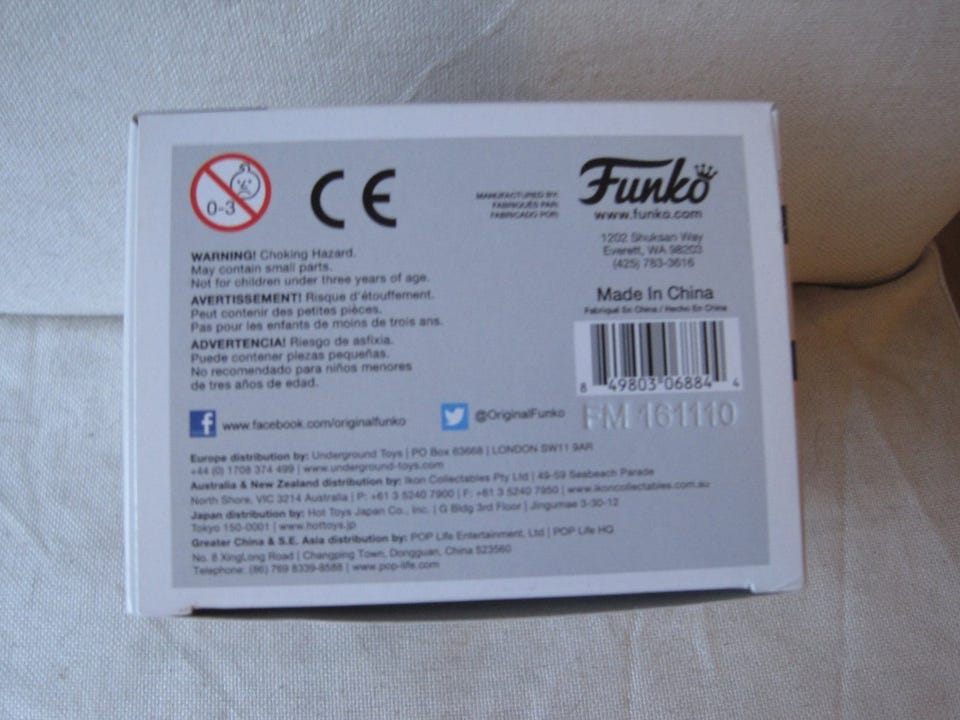 0-3
CE
MANUFACTURED BY:
FABRIQUÉS PAR:
FABRICADO POR:
Funko
www.funko.com
1202 Shuksan Way
Everett, WA 98203
(425) 783-3616
Made In China
Fabriqué En China / Hecho En China
8 49803 06884 4
FM 161110
WARNING! Choking Hazard.
May contain small parts.
Not for children under three years of age.
AVERTISSEMENT! Risque d'étouffement.
Peut contenir des petites pièces.
Pas pour les enfants de moins de trois ans.
ADVERTENCIA! Riesgo de asfixia.
Puede contener piezas pequeñas.
No recomendado para niños menores
de tres años de edad.
www.facebook.com/originalfunko
@OriginalFunko
Europe distribution by: Underground Toys | PO Box 63668 | LONDON SW11 9AR
+44 (0) 1708 374 499 | www.underground-toys.com
Australia & New Zealand distribution by: Ikon Collectables Pty Ltd | 49-59 Seabeach Parade
North Shore, VIC 3214 Australia | P: +61 3 5240 7900 | F: +61 3 5240 7950 | www.ikoncollectables.com.au
Japan distribution by: Hot Toys Japan Co., Inc. | G Bldg 3rd Floor | Jingumae 3-30-12
Tokyo 150-0001 | www.hottoys.jp
Greater China & S.E. Asia distribution by: POP Life Entertainment, Ltd | POP Life HQ
No. 8 XingLong Road | Changping Town, Dongguan, China 523560
Telephone: (86) 769 8339-8588 | www.pop-life.com